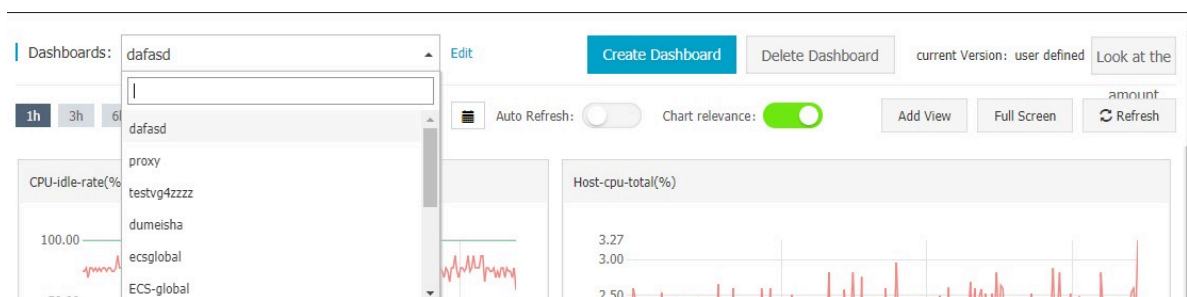 Dashboards: dafasd Edit Create Dashboard Delete Dashboard current Version: user defined Look at the
amount
1h 3h Auto Refresh: Chart relevance: Add View Full Screen Refresh
dafasd
proxy
testvg4zzzz
dumeisha
ecsglobal
ECS-global
CPU-idle-rate(%
100.00
Host-cpu-total(%)
3.27
3.00
2.50